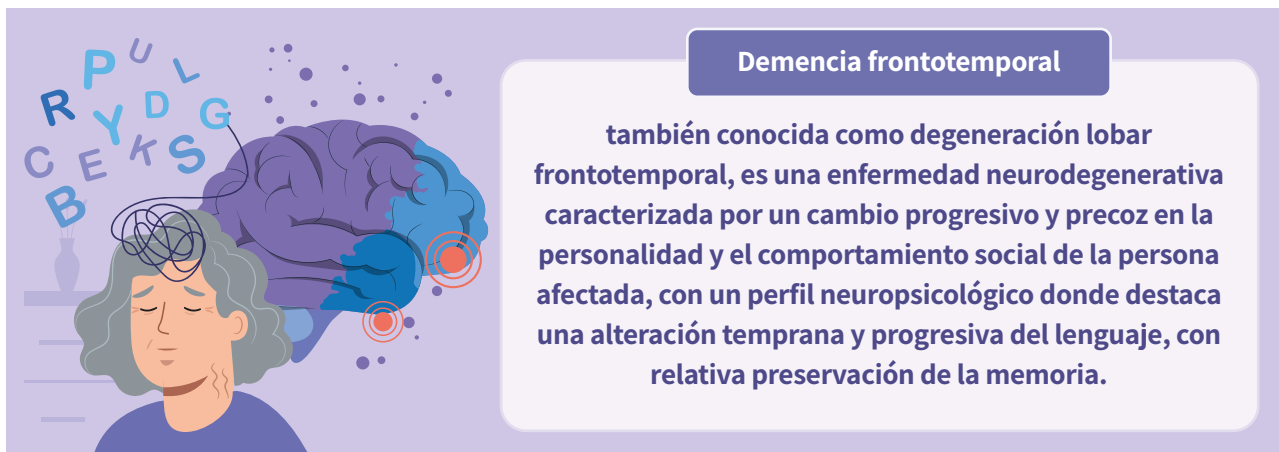 P U L
R Y D G
C E K S
B
Demencia frontotemporal
también conocida como degeneración lobar
frontotemporal, es una enfermedad neurodegenerativa
caracterizada por un cambio progresivo y precoz en la
personalidad y el comportamiento social de la persona
afectada, con un perfil neuropsicológico donde destaca
una alteración temprana y progresiva del lenguaje, con
relativa preservación de la memoria.